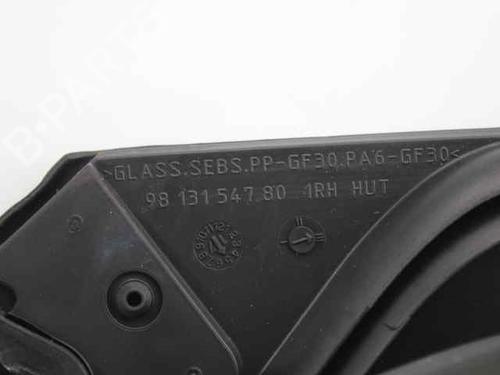 B-PARTS
>GLASS.SEBS.PP-GF30.PA6-GF30<
98 131 547 80 1RH HUT